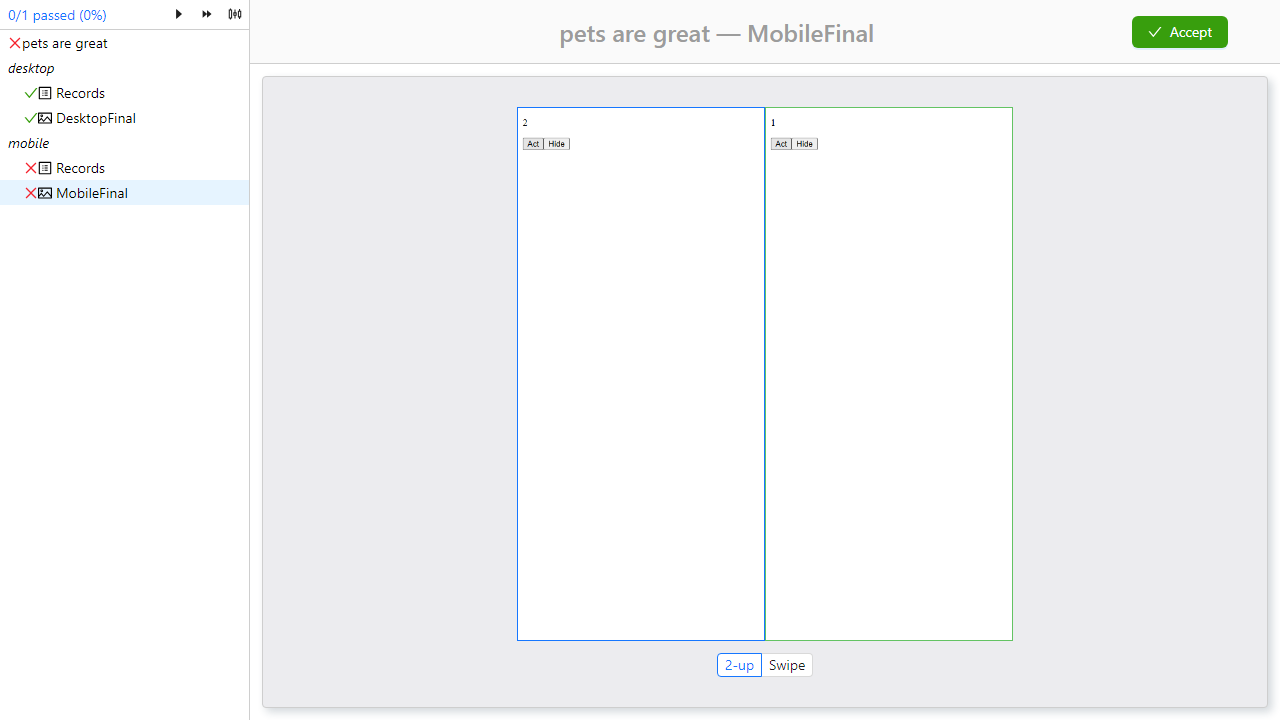 0/1 passed (0%)
pets are great
desktop
Records
DesktopFinal
mobile
Records
MobileFinal
pets are great — MobileFinal
Accept
2
Act Hide
1
Act Hide
2-up Swipe